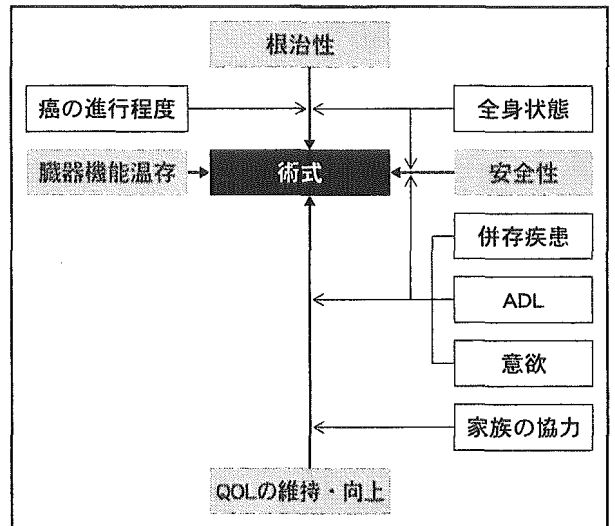 根治性
癌の進行程度
全身状態
臓器機能温存
術式
安全性
併存疾患
ADL
意欲
家族の協力
QOLの維持・向上